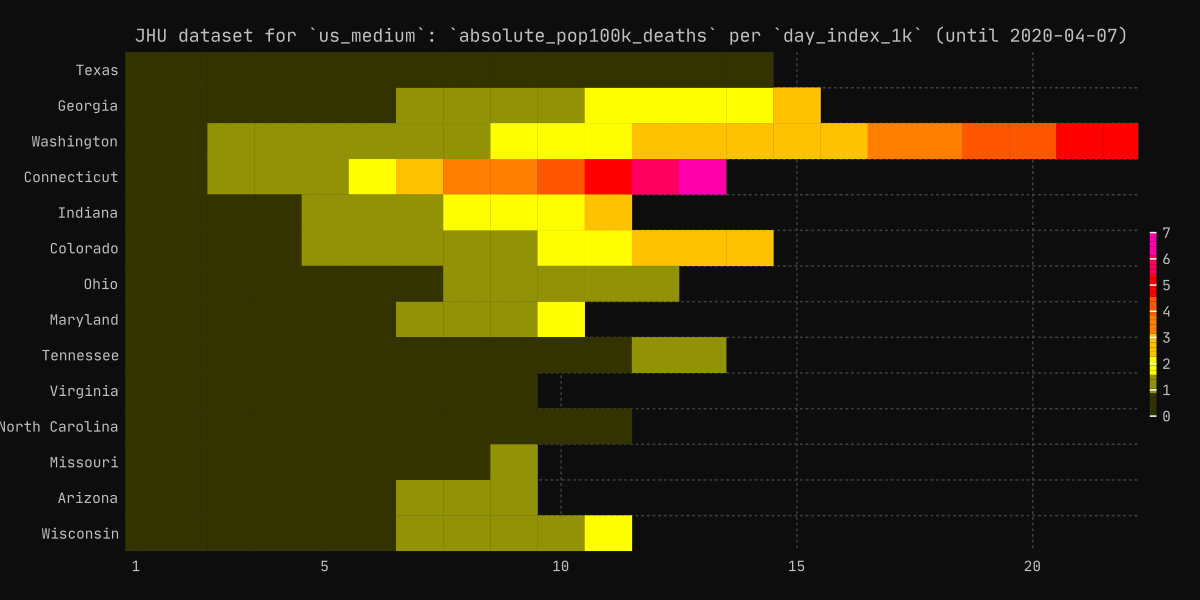 JHU dataset for `us_medium`: `absolute_pop100k_deaths` per `day_index_1k` (until 2020-04-07)
Texas
Georgia
Washington
Connecticut
Indiana
Colorado
Ohio
Maryland
Tennessee
Virginia
North Carolina
Missouri
Arizona
Wisconsin
1 5 10 15 20
7
6
5
4
3
2
1
0